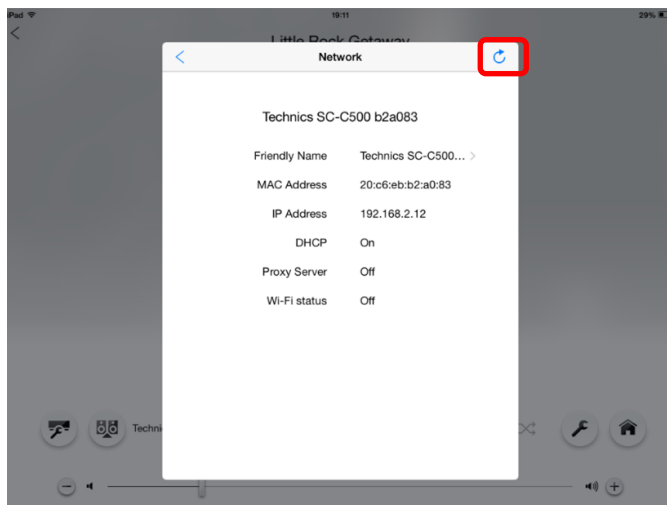 iPad 19:11 29%
Little Rock Getaway
Network
Technics SC-C500 b2a083
Friendly Name Technics SC-C500...
MAC Address 20:c6:eb:b2:a0:83
IP Address 192.168.2.12
DHCP On
Proxy Server Off
Wi-Fi status Off
Techni